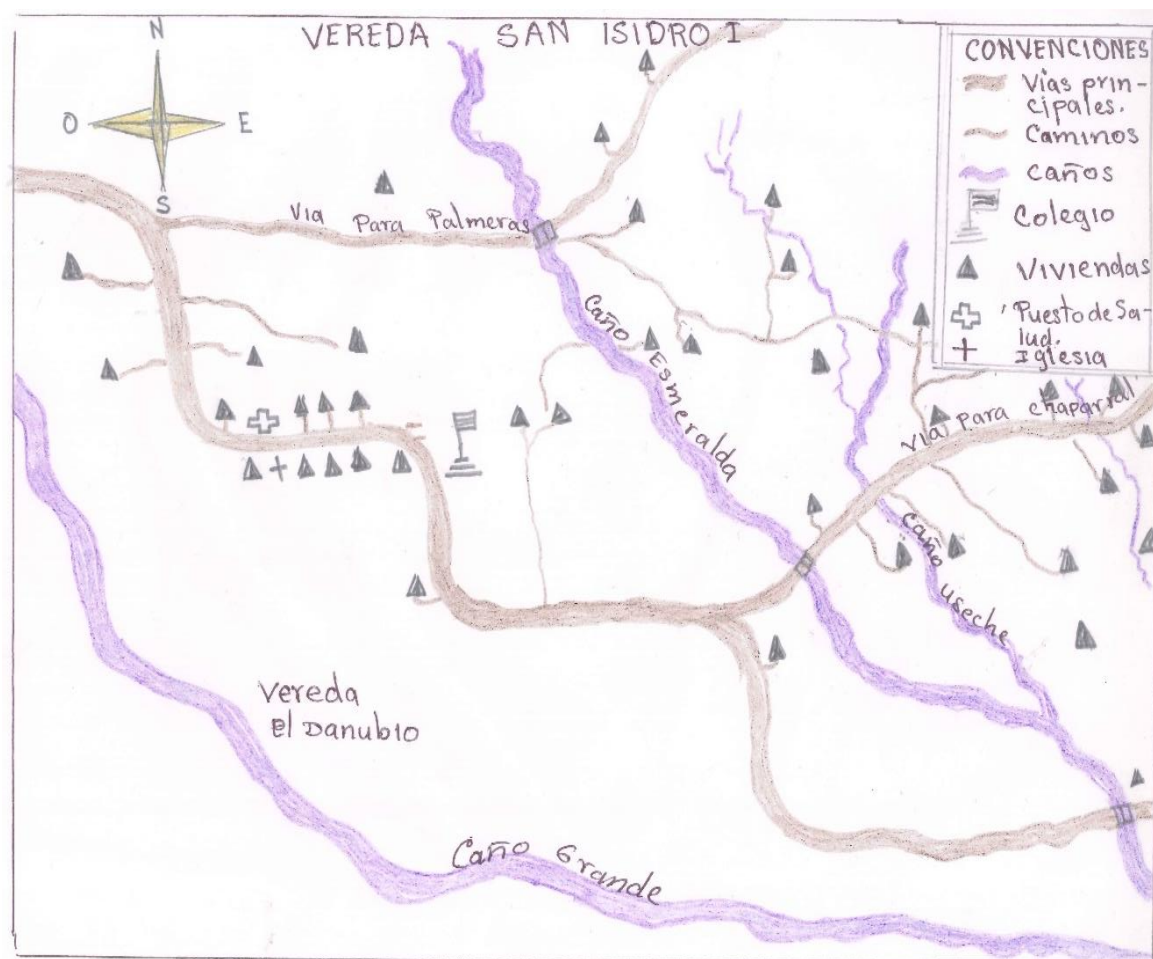 VEREDA SAN ISIDRO I
N
O
E
S
CONVENCIONES
Vías prin-
cipales.
Caminos
caños
Colegio
Viviendas
Puesto de Sa-
lud.
Iglesia
Via Para Palmeras
Caño Esmeralda
Via Para chaparral
Caño Useche
Vereda
El Danubio
Caño Grande